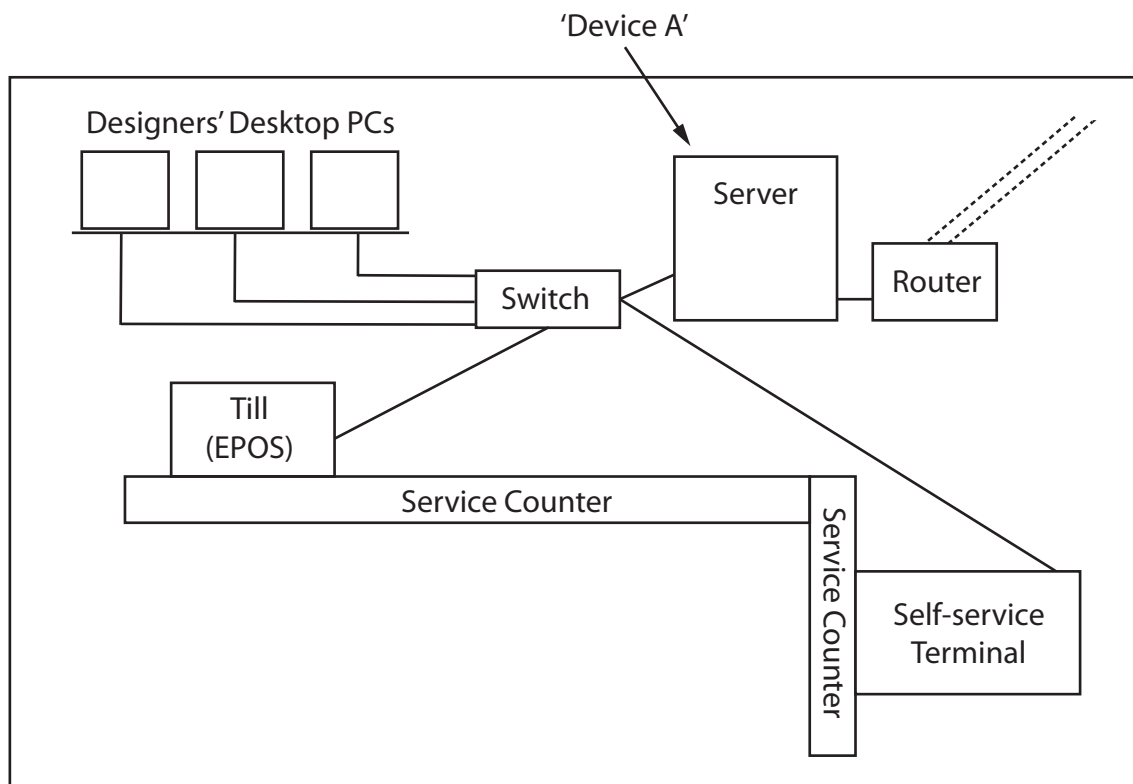 ‘Device A’
Designers’ Desktop PCs
Server
Router
Switch
Till
(EPOS)
Service Counter
Service Counter
Self-service
Terminal